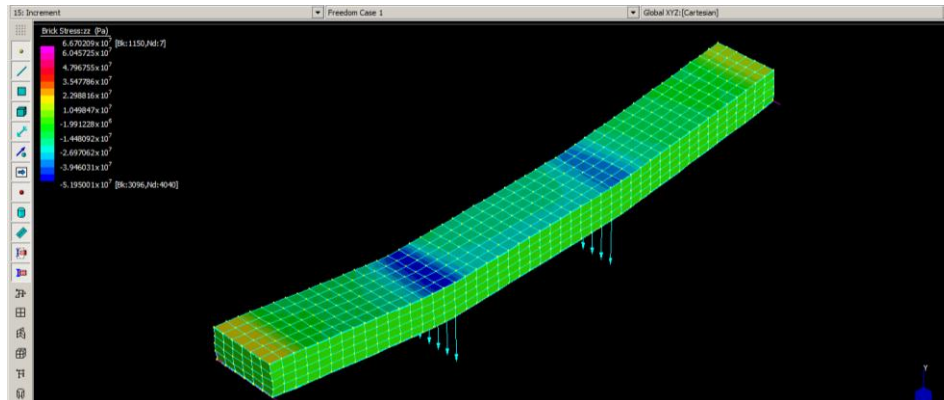 15: Increment
Freedom Case 1
Global XYZ:[Cartesian]
Brick Stress:zz (Pa)
6.670209x10⁷ [Bk:1150,Nd:7]
6.045725x10⁷
4.796755x10⁷
3.547786x10⁷
2.298816x10⁷
1.049847x10⁷
-1.991228x10⁶
-1.448092x10⁷
-2.697062x10⁷
-3.946031x10⁷
-5.195001x10⁷ [Bk:3096,Nd:4040]
Y